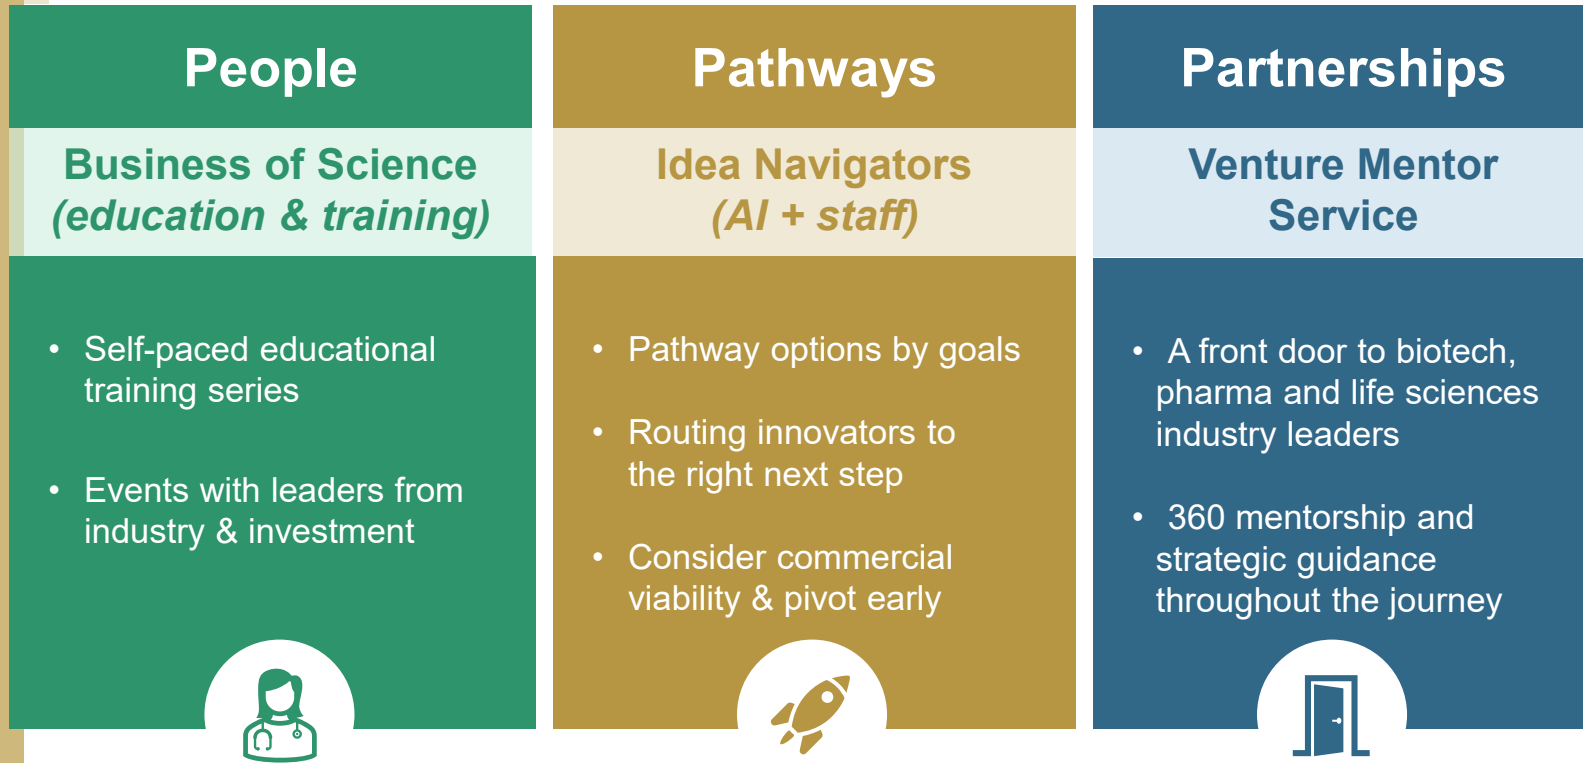 People
Business of Science
(education & training)
• Self-paced educational
training series
• Events with leaders from
industry & investment
Pathways
Idea Navigators
(AI + staff)
• Pathway options by goals
• Routing innovators to
the right next step
• Consider commercial
viability & pivot early
Partnerships
Venture Mentor
Service
• A front door to biotech,
pharma and life sciences
industry leaders
• 360 mentorship and
strategic guidance
throughout the journey